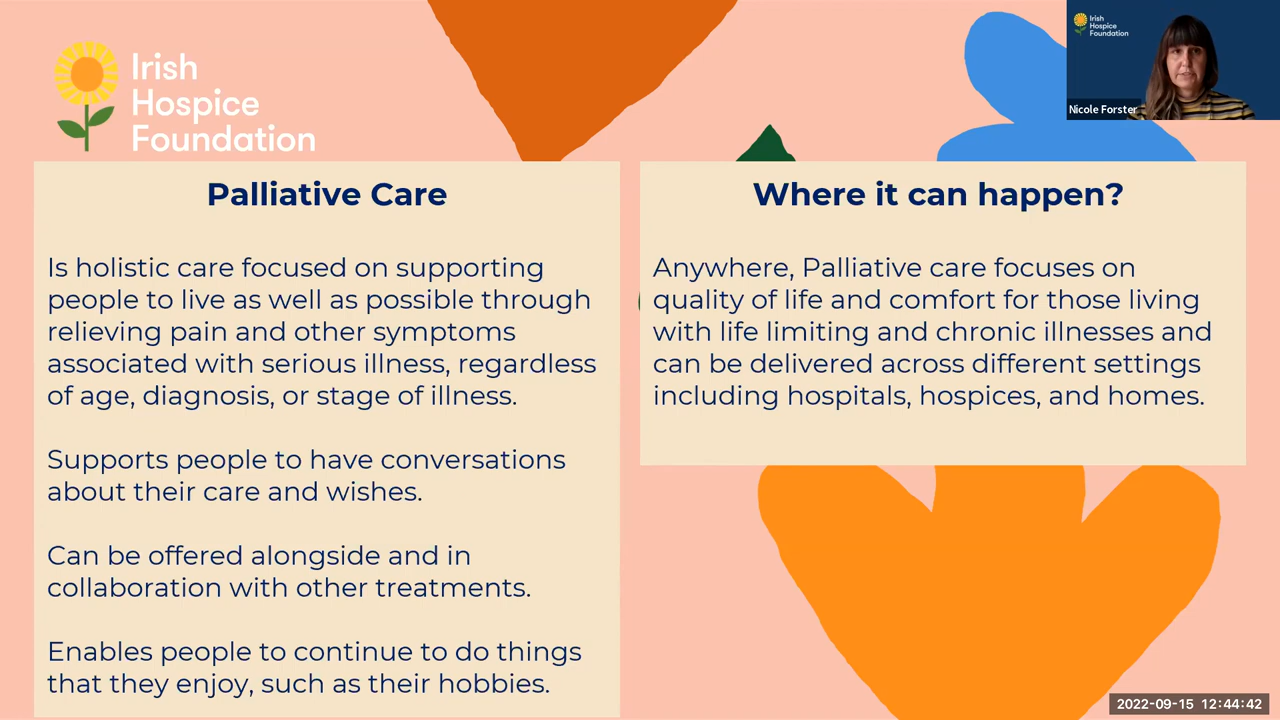 Irish
Hospice
Foundation
Irish
Hospice
Foundation
Nicole Forster
Palliative Care
Is holistic care focused on supporting
people to live as well as possible through
relieving pain and other symptoms
associated with serious illness, regardless
of age, diagnosis, or stage of illness.
Supports people to have conversations
about their care and wishes.
Can be offered alongside and in
collaboration with other treatments.
Enables people to continue to do things
that they enjoy, such as their hobbies.
Where it can happen?
Anywhere, Palliative care focuses on
quality of life and comfort for those living
with life limiting and chronic illnesses and
can be delivered across different settings
including hospitals, hospices, and homes.
2022-09-15 12:44:42